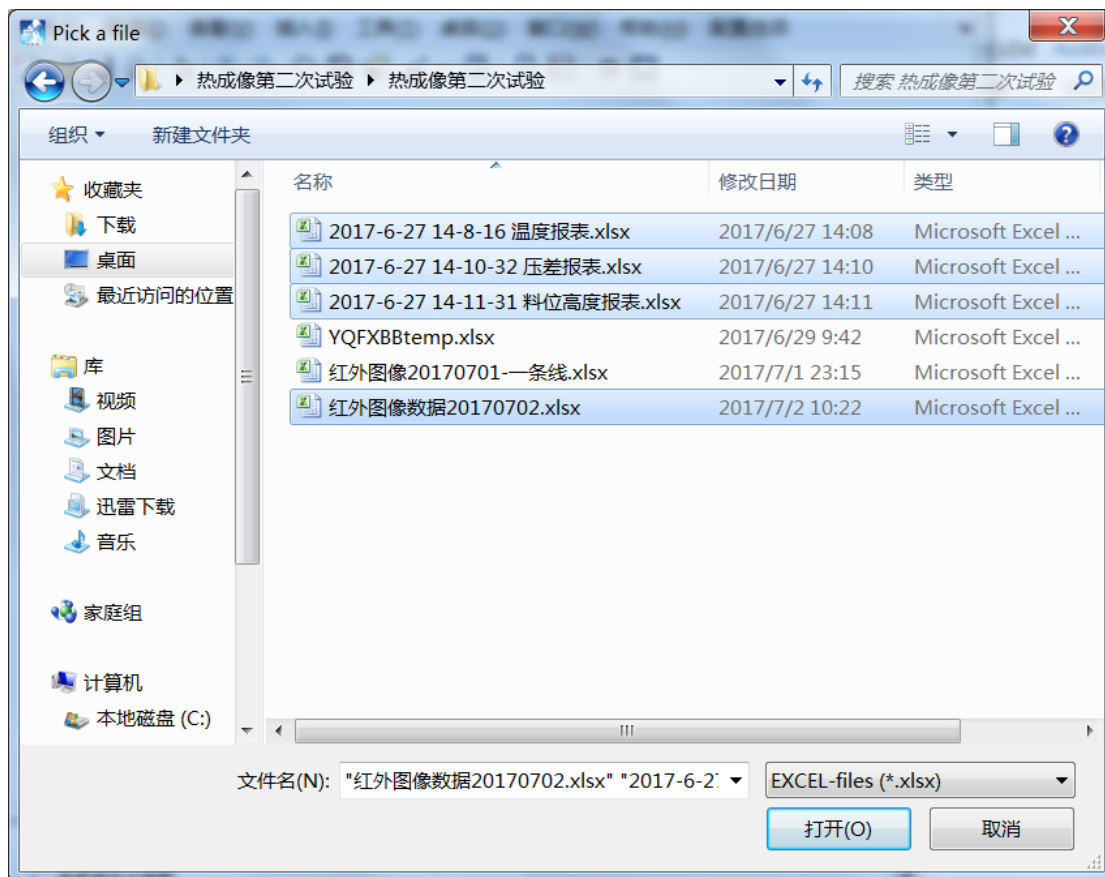 Pick a file
热成像第二次试验 热成像第二次试验
搜索 热成像第二次试验
组织 新建文件夹
名称 修改日期 类型
收藏夹
下载
桌面
最近访问的位置
库
视频
图片
文档
迅雷下载
音乐
家庭组
计算机
本地磁盘 (C:)
2017-6-27 14-8-16 温度报表.xlsx 2017/6/27 14:08 Microsoft Excel ...
2017-6-27 14-10-32 压差报表.xlsx 2017/6/27 14:10 Microsoft Excel ...
2017-6-27 14-11-31 料位高度报表.xlsx 2017/6/27 14:11 Microsoft Excel ...
YQFXBBtemp.xlsx 2017/6/29 9:42 Microsoft Excel ...
红外图像20170701-一条线.xlsx 2017/7/1 23:15 Microsoft Excel ...
红外图像数据20170702.xlsx 2017/7/2 10:22 Microsoft Excel ...
文件名(N): "红外图像数据20170702.xlsx" "2017-6-2 EXCEL-files (*.xlsx)
打开(O) 取消